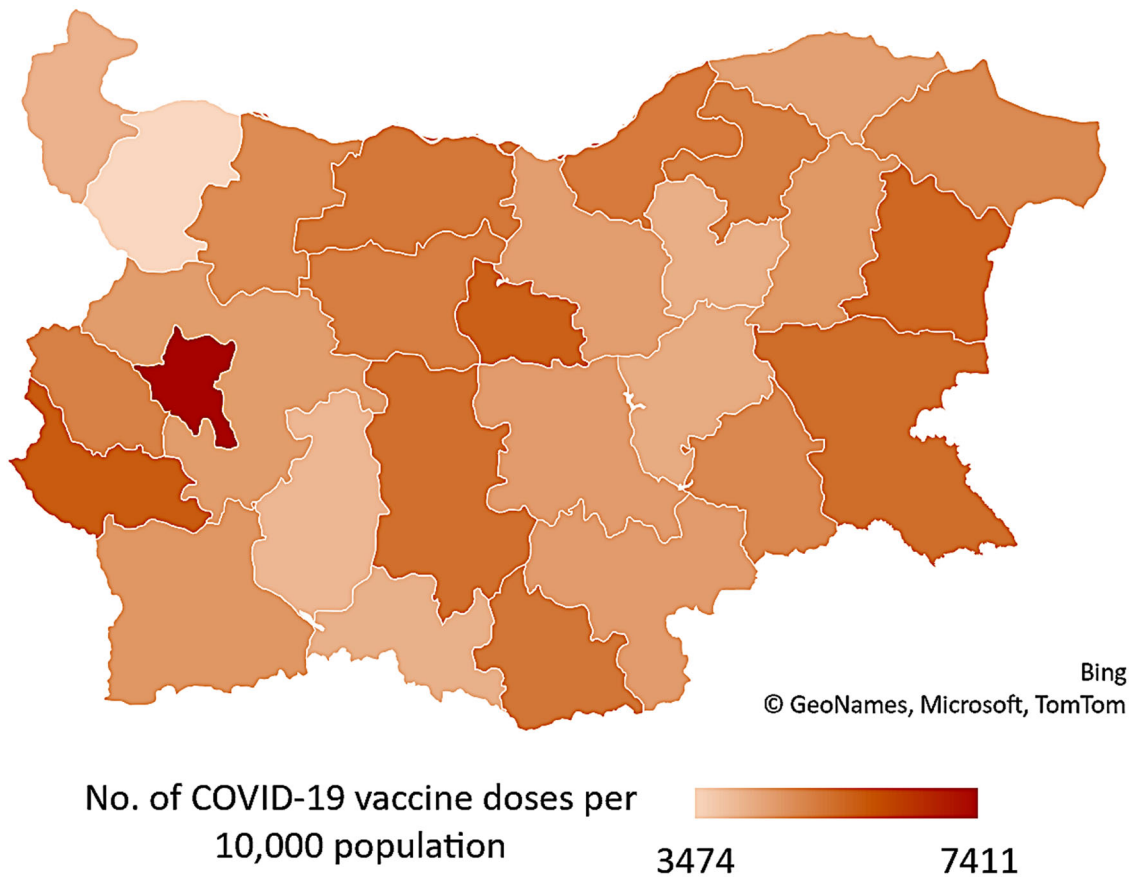 Bing
© GeoNames, Microsoft, TomTom
No. of COVID-19 vaccine doses per
10,000 population
3474
7411